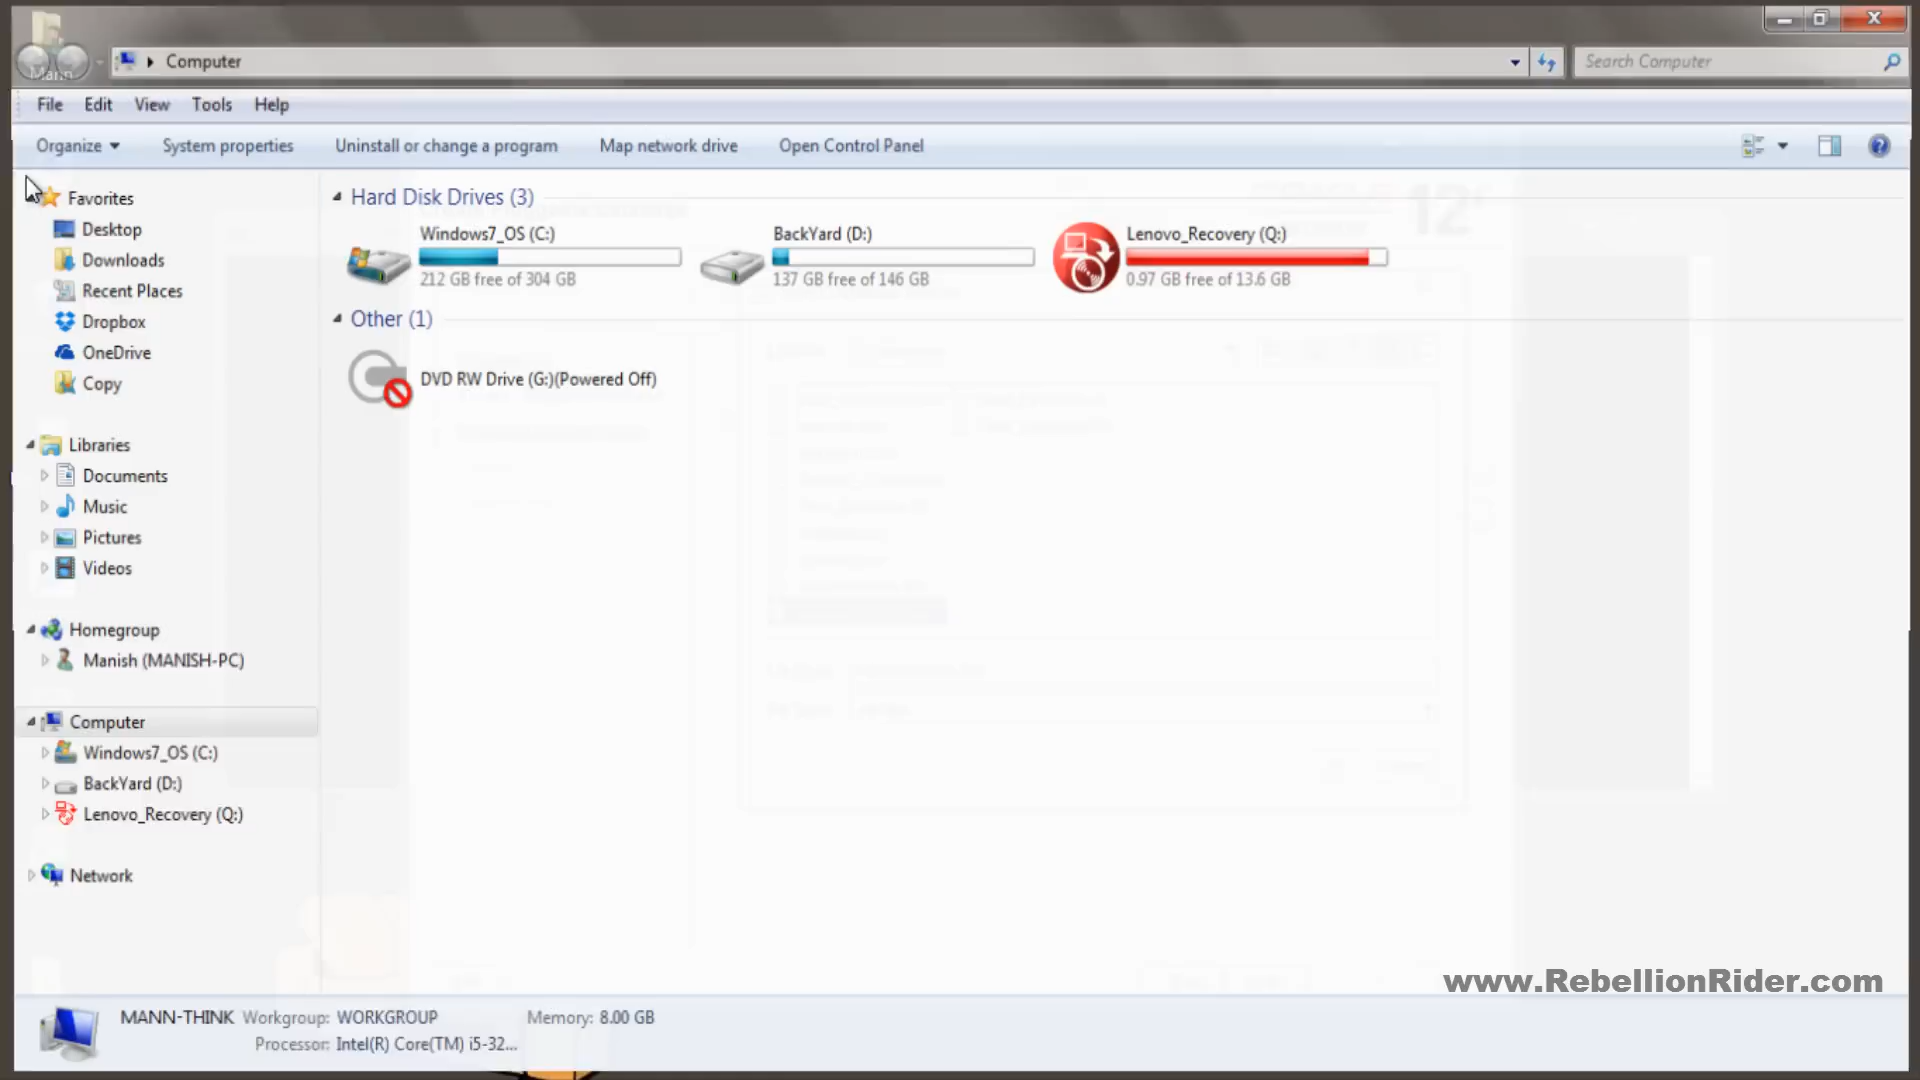 Mann
Computer
Search Computer
File Edit View Tools Help
Organize System properties Uninstall or change a program Map network drive Open Control Panel
Favorites
Desktop
Downloads
Recent Places
Dropbox
OneDrive
Copy
Libraries
Documents
Music
Pictures
Videos
Homegroup
Manish (MANISH-PC)
Computer
Windows7_OS (C:)
BackYard (D:)
Lenovo_Recovery (Q:)
Network
Hard Disk Drives (3)
Windows7_OS (C:)
212 GB free of 304 GB
BackYard (D:)
137 GB free of 146 GB
Lenovo_Recovery (Q:)
0.97 GB free of 13.6 GB
Other (1)
DVD RW Drive (G:)(Powered Off)
12
www.RebellionRider.com
MANN-THINK Workgroup: WORKGROUP Memory: 8.00 GB
Processor: Intel(R) Core(TM) i5-32...